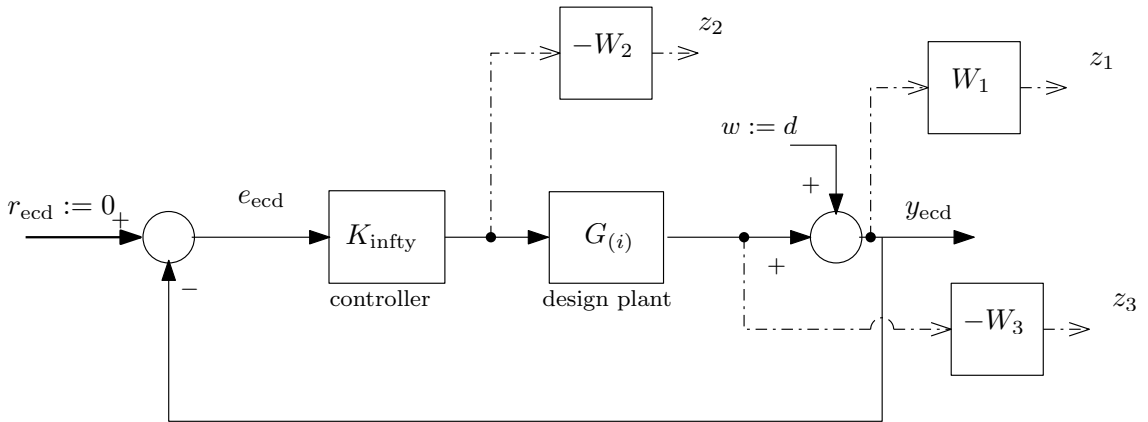 z₂
−W₂
z₁
W₁
w := d
+
r_ecd := 0
+
e_ecd
K_infty
G_(i)
y_ecd
+
−
controller
design plant
z₃
−W₃